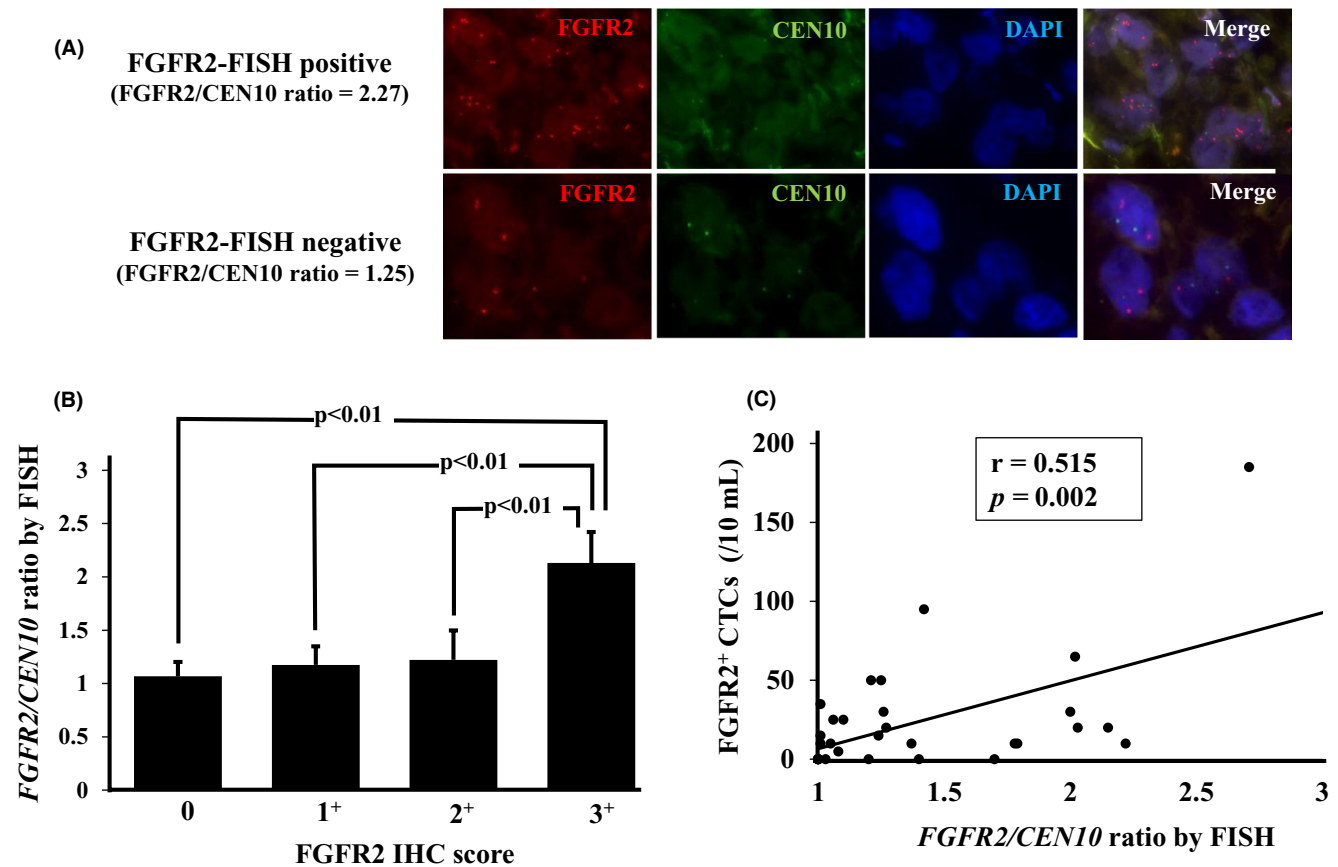 (A)
FGFR2-FISH positive
(FGFR2/CEN10 ratio = 2.27)
FGFR2
CEN10
DAPI
Merge
FGFR2-FISH negative
(FGFR2/CEN10 ratio = 1.25)
FGFR2
CEN10
DAPI
Merge
(B)
FGFR2/CEN10 ratio by FISH
3
2.5
2
1.5
1
0.5
0
p<0.01
p<0.01
p<0.01
0
1⁺
2⁺
3⁺
FGFR2 IHC score
(C)
FGFR2⁺ CTCs (/10 mL)
200
150
100
50
0
r = 0.515
p = 0.002
1
1.5
2
2.5
3
FGFR2/CEN10 ratio by FISH